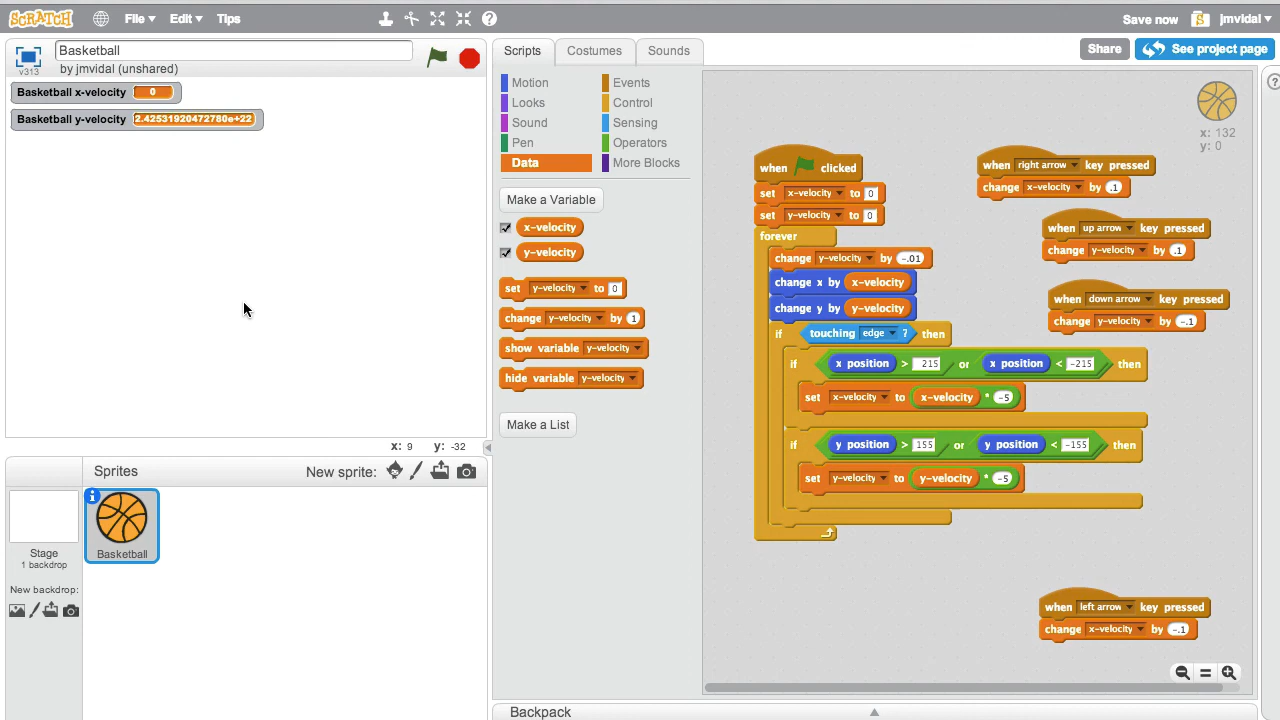 SCRATCH File Edit Tips Save now jmvidal
v313 Basketball
by jmvidal (unshared)
Scripts Costumes Sounds
Share See project page
Basketball x-velocity 0
Basketball y-velocity 2.42531920472780e+22
x: 9 y: -32
Motion Events
Looks Control
Sound Sensing
Pen Operators
Data More Blocks
Make a Variable
x-velocity
y-velocity
set y-velocity to 0
change y-velocity by 1
show variable y-velocity
hide variable y-velocity
Make a List
x: 132
y: 0
when clicked
set x-velocity to 0
set y-velocity to 0
forever
change y-velocity by -.01
change x by x-velocity
change y by y-velocity
if touching edge ? then
if x position > 215 or x position < -215 then
set x-velocity to x-velocity * -5
if y position > 155 or y position < -155 then
set y-velocity to y-velocity * -5
when right arrow key pressed
change x-velocity by .1
when up arrow key pressed
change y-velocity by .1
when down arrow key pressed
change y-velocity by -.1
when left arrow key pressed
change x-velocity by -.1
Sprites New sprite:
Stage
1 backdrop
New backdrop:
Basketball
Backpack